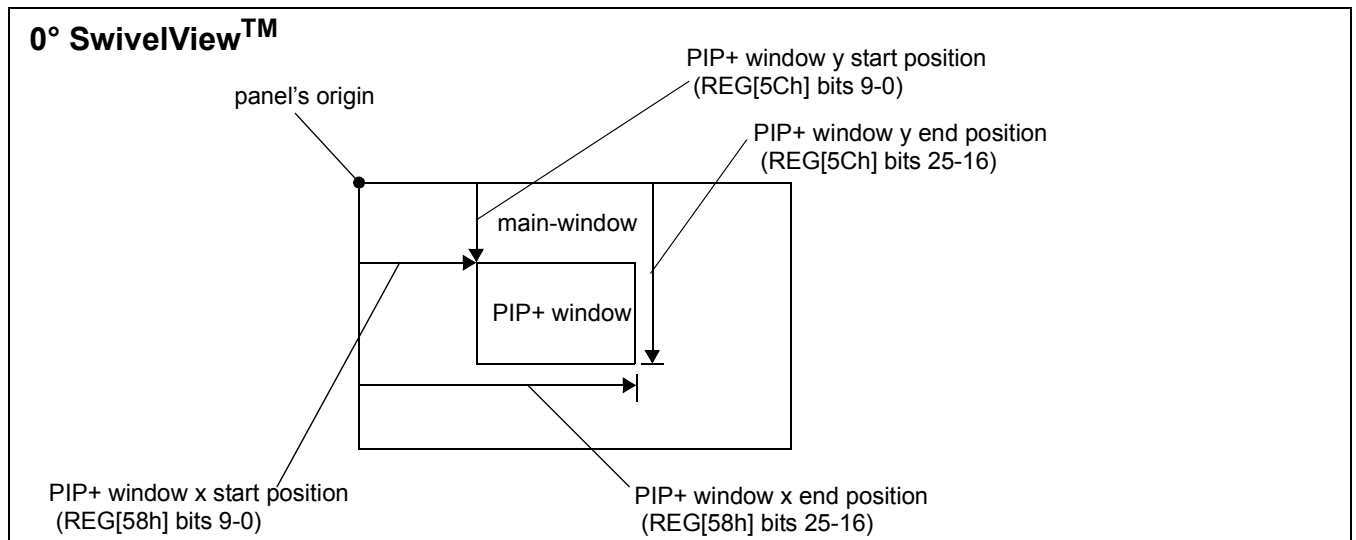 0° SwivelView™
PIP+ window y start position
(REG[5Ch] bits 9-0)
panel's origin
PIP+ window y end position
(REG[5Ch] bits 25-16)
main-window
PIP+ window
PIP+ window x start position
(REG[58h] bits 9-0)
PIP+ window x end position
(REG[58h] bits 25-16)